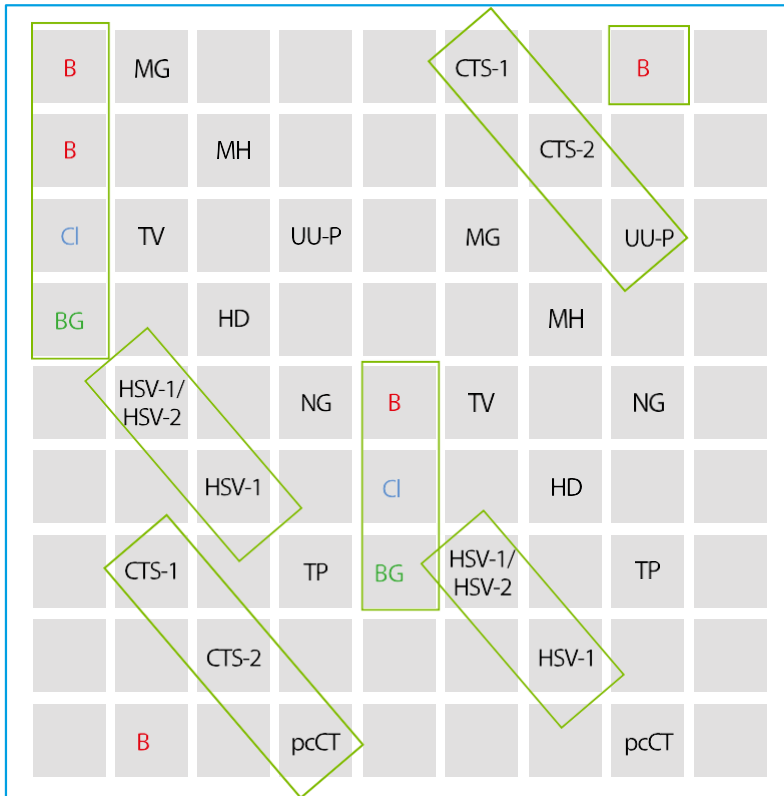 B MG CTS-1 B
B MH CTS-2
CI TV UU-P MG UU-P
BG HD MH
HSV-1/
HSV-2 NG B TV NG
HSV-1 CI HD
CTS-1 TP BG HSV-1/
HSV-2 TP
CTS-2 HSV-1
B pcCT pcCT